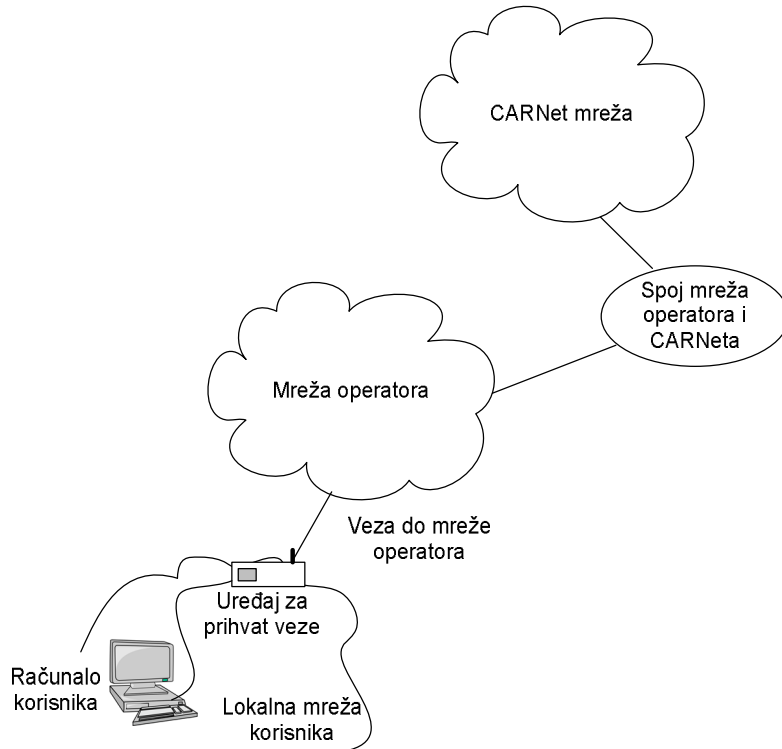 CARNet mreža
Spoj mreža
operatora i
CARNeta
Mreža operatora
Veza do mreže
operatora
Uređaj za
prihvat veze
Računalo
korisnika
Lokalna mreža
korisnika